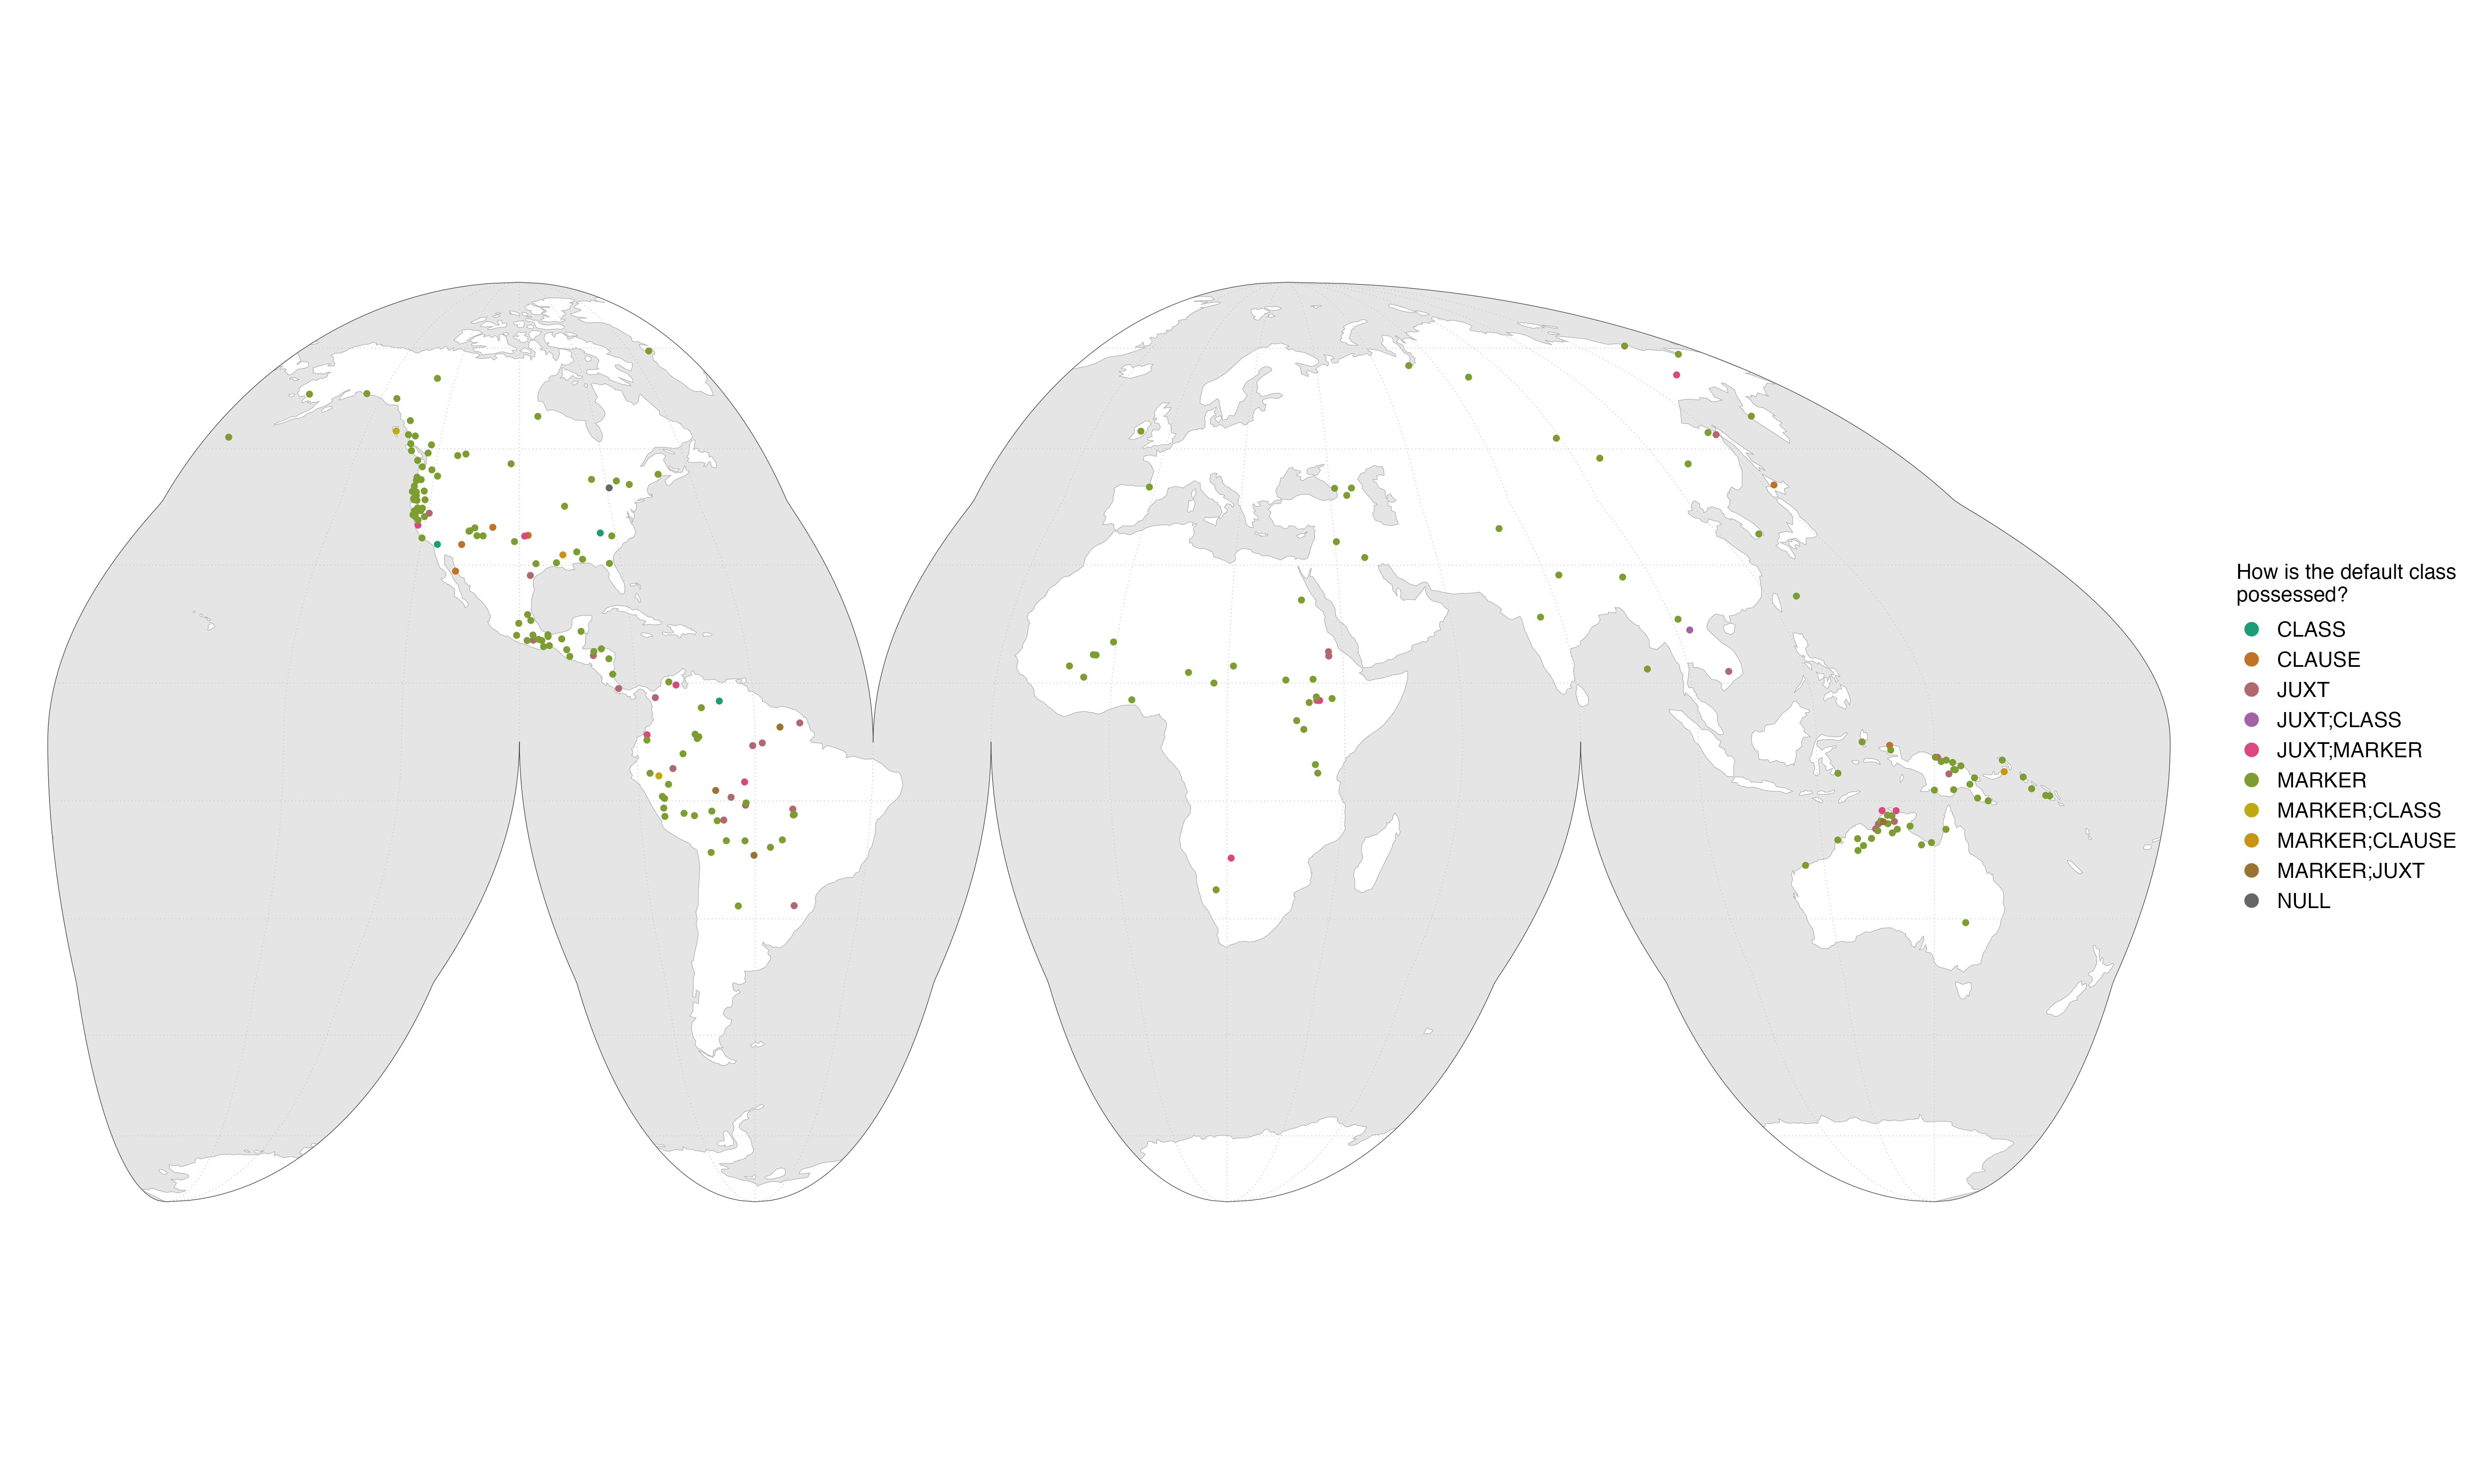 How is the default class
possessed?
CLASS
CLAUSE
JUXT
JUXT;CLASS
JUXT;MARKER
MARKER
MARKER;CLASS
MARKER;CLAUSE
MARKER;JUXT
NULL